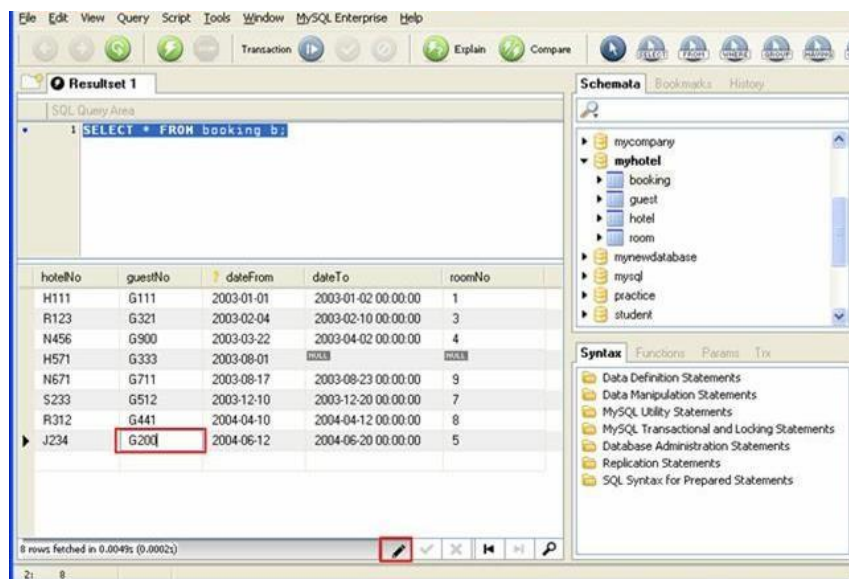 File Edit View Query Script Tools Window MySQL Enterprise Help
Transaction Explain Compare SELECT FROM WHERE GROUP HAVING
Resultset 1
SQL Query Area
1 SELECT * FROM booking b;
hotelNo guestNo dateFrom dateTo roomNo
H111 G111 2003-01-01 2003-01-02 00:00:00 1
R123 G321 2003-02-04 2003-02-10 00:00:00 3
N456 G900 2003-03-22 2003-04-02 00:00:00 4
H571 G333 2003-08-01 NULL NULL
N671 G711 2003-08-17 2003-08-23 00:00:00 9
S233 G512 2003-12-10 2003-12-20 00:00:00 7
R312 G441 2004-04-10 2004-04-12 00:00:00 8
J234 G200 2004-06-12 2004-06-20 00:00:00 5
8 rows fetched in 0.0049s (0.0002s)
2: 8
Schemata Bookmarks History
mycompany
myhotel
booking
guest
hotel
room
mynewdatabase
mysql
practice
student
Syntax Functions Params Trx
Data Definition Statements
Data Manipulation Statements
MySQL Utility Statements
MySQL Transactional and Locking Statements
Database Administration Statements
Replication Statements
SQL Syntax for Prepared Statements